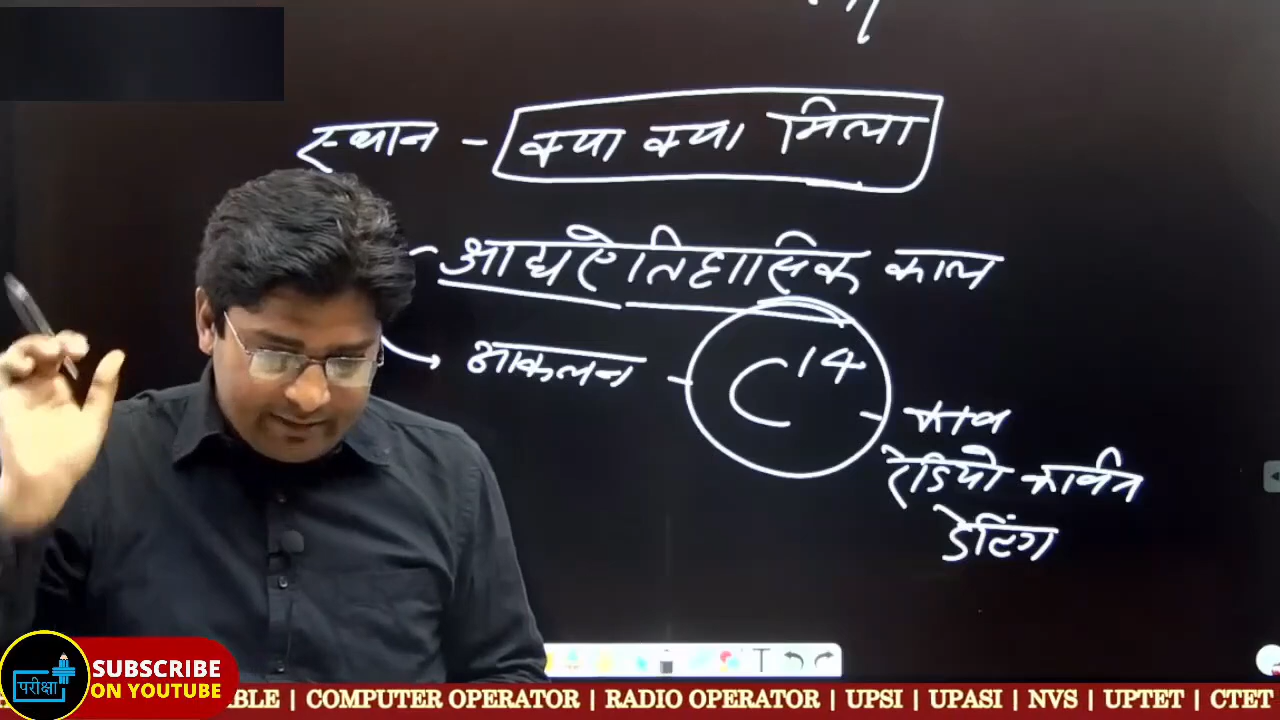 स्थान - क्या क्या मिला
- आद्यऐतिहासिक काल
आकलन - C14
रेडियो कार्बन
डेटिंग
परीक्षा
SUBSCRIBE
ON YOUTUBE
BLE | COMPUTER OPERATOR | RADIO OPERATOR | UPSI | UPASI | NVS | UPTET | CTET